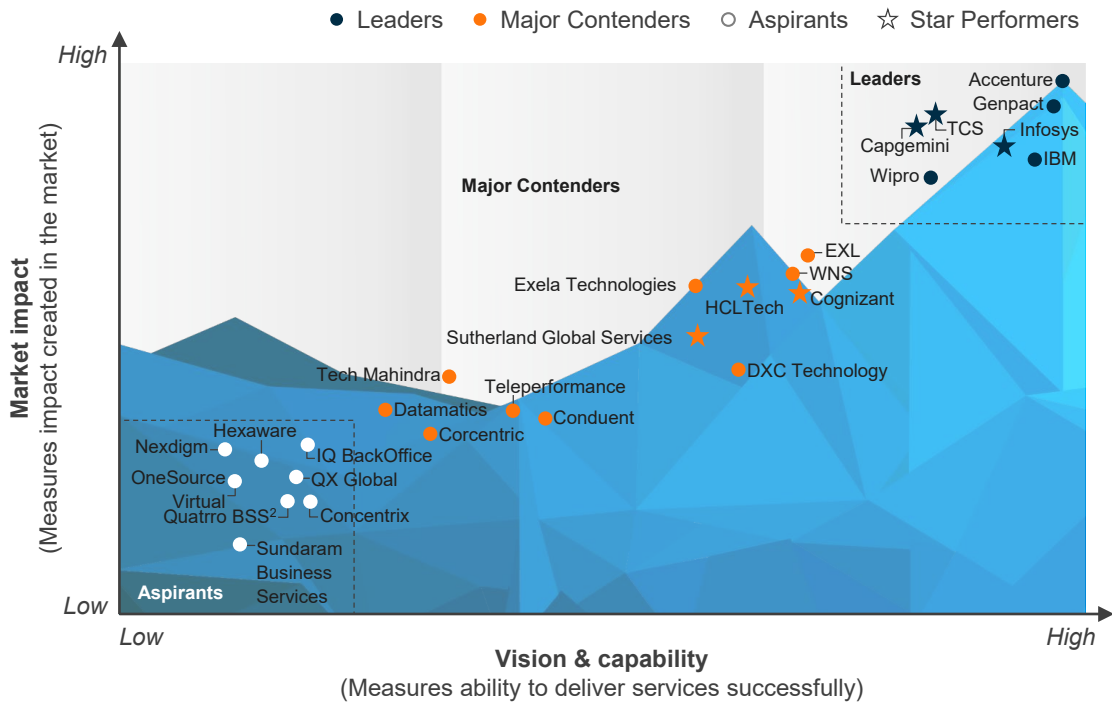 Leaders
Major Contenders
Aspirants
Star Performers
High
Market impact
(Measures impact created in the market)
Leaders
Accenture
Genpact
TCS
Infosys
Capgemini
IBM
Wipro
Major Contenders
EXL
WNS
Exela Technologies
Cognizant
HCLTech
Sutherland Global Services
DXC Technology
Tech Mahindra
Teleperformance
Datamatics
Conduent
Corcentric
Hexaware
Nexdigm
IQ BackOffice
OneSource
Virtual
QX Global
Quatrro BSS²
Concentrix
Sundaram
Business
Services
Aspirants
Low
Low
High
Vision & capability
(Measures ability to deliver services successfully)